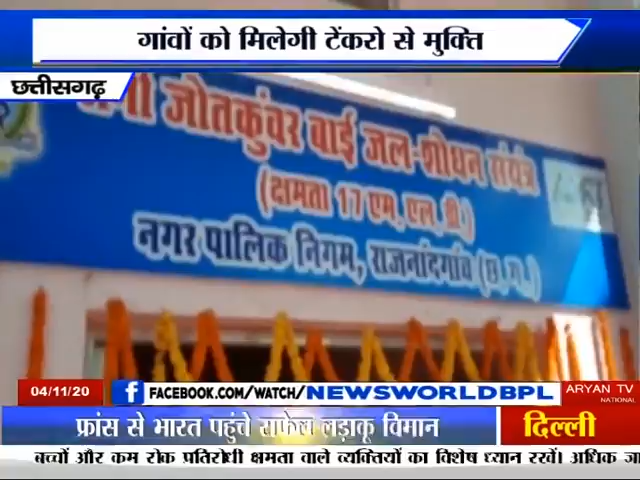 गांवों को मिलेगी टेंकरो से मुक्ति
छत्तीसगढ़
जोतकुंवर बाई जल-शोधन संयंत्र
(क्षमता 17 एम. एल. डी.)
नगर पालिक निगम, राजनांदगांव (छ. ग.)
04/11/20
FACEBOOK.COM/WATCH/NEWSWORLDBPL
ARYAN TV
NATIONAL
फ्रांस से भारत पहुंचे राफेल लड़ाकू विमान
दिल्ली
बच्चों और कम रोक प्रतिरोधी क्षमता वाले व्यक्तियों का विशेष ध्यान रखें। अधिक